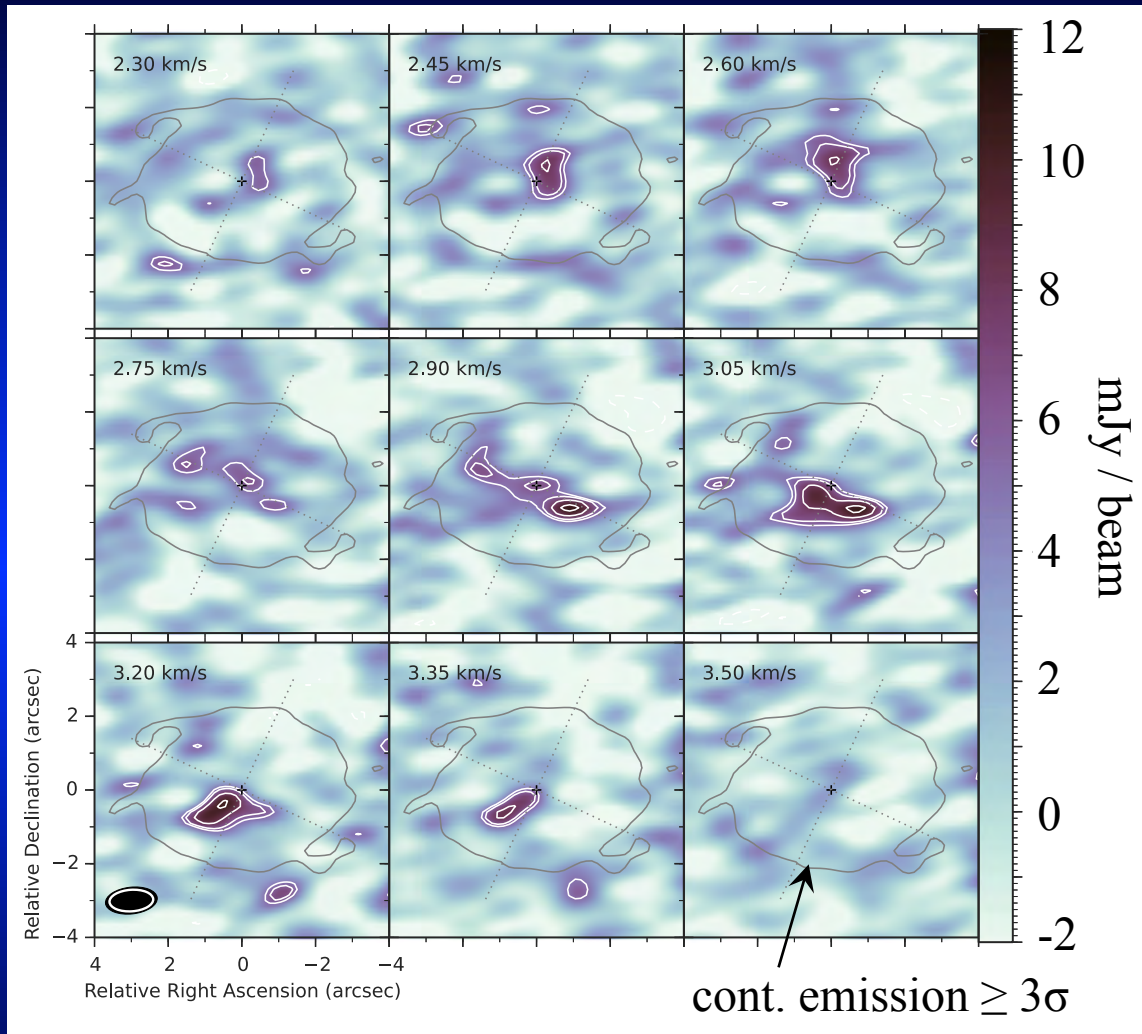 2.30 km/s
2.45 km/s
2.60 km/s
2.75 km/s
2.90 km/s
3.05 km/s
3.20 km/s
3.35 km/s
3.50 km/s
4
2
0
−2
−4
Relative Declination (arcsec)
4 2 0 −2 −4
Relative Right Ascension (arcsec)
12
10
8
6
4
2
0
-2
mJy / beam
cont. emission ≥ 3σ